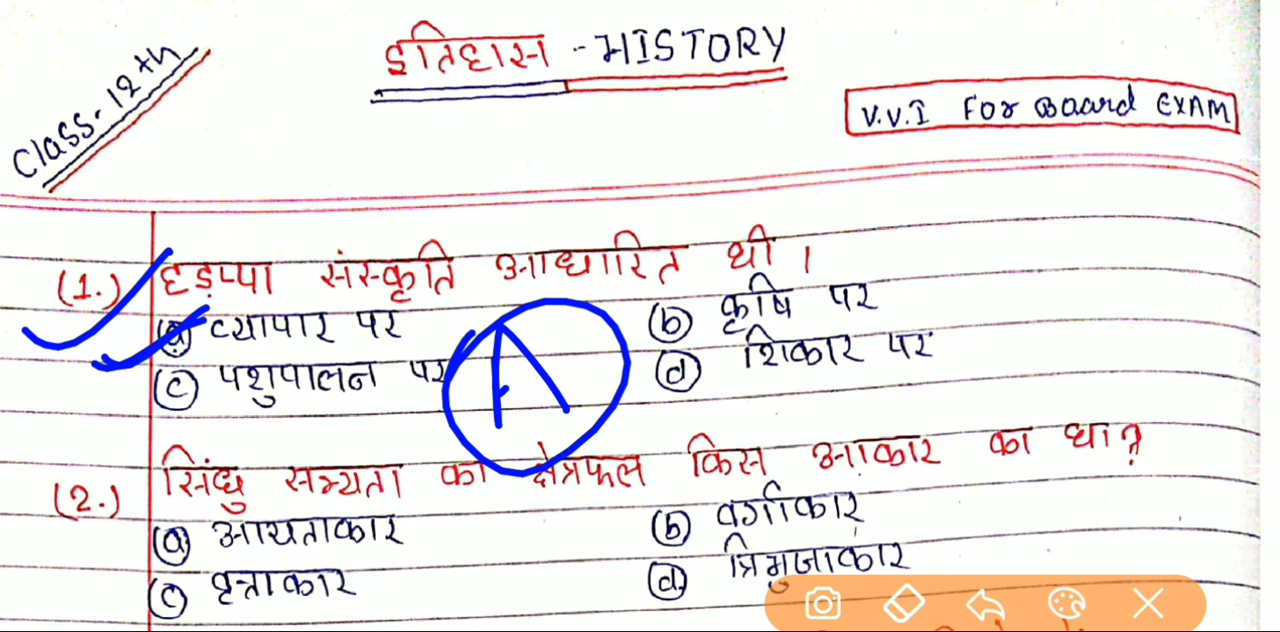 Class-12th
इतिहास - HISTORY
V.V.I For Board EXAM
(1.) हड़प्पा संस्कृति आधारित थी ।
(a) व्यापार पर (b) कृषि पर
(c) पशुपालन पर (d) शिकार पर
A
(2.) सिंधु सभ्यता का क्षेत्रफल किस आकार का था ?
(a) आयताकार (b) वर्गाकार
(c) वृत्राकार (d) त्रिभुजाकार